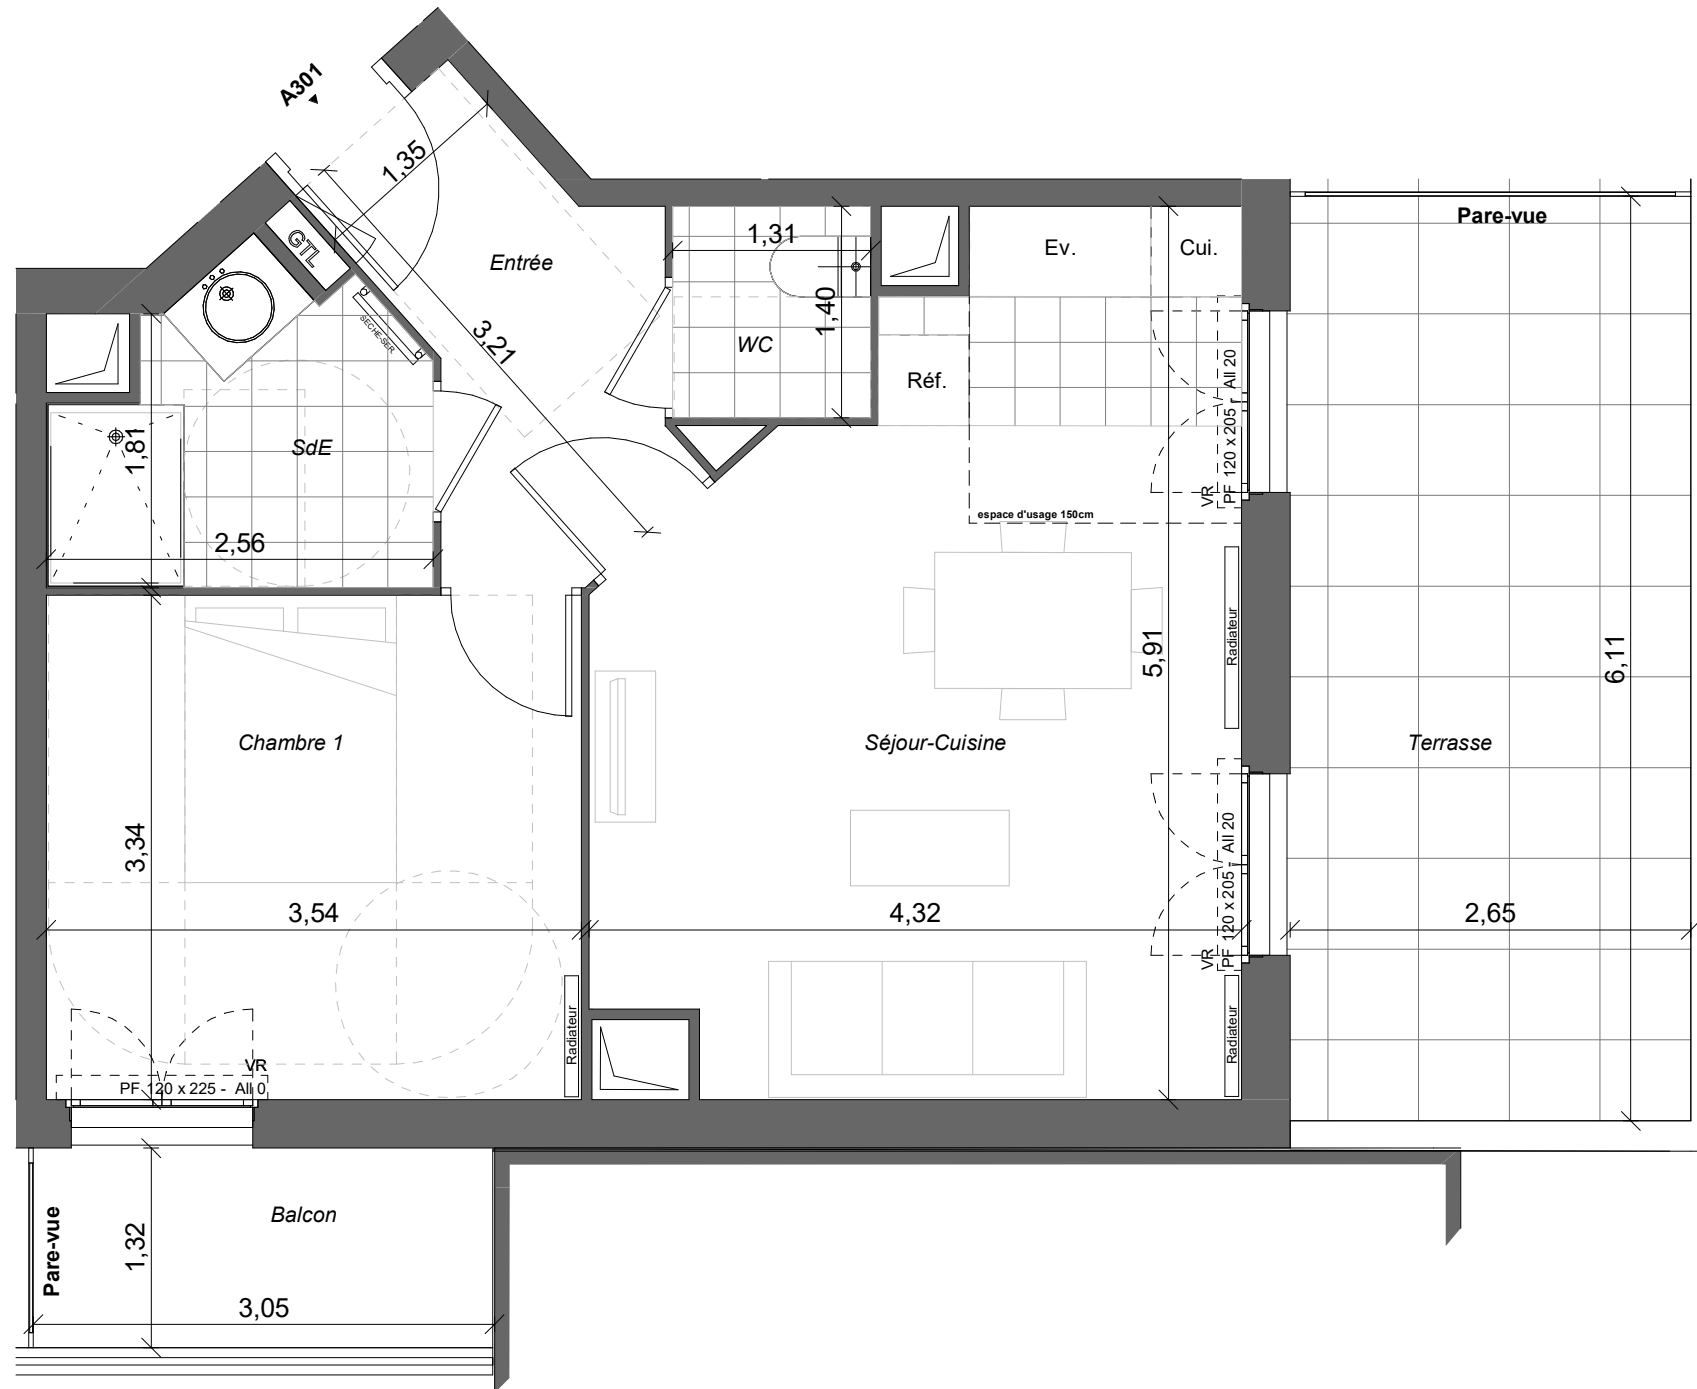 A301
1,35
GTL
Entrée
1,31
Ev.
Cui.
Pare-vue
SECHE-SER
3,21
1,40
WC
Réf.
VR
PF 120 x 205 - All 20
SdE
1,81
2,56
espace d'usage 150cm
Radiateur
5,91
6,11
Chambre 1
Séjour-Cuisine
Terrasse
3,34
3,54
4,32
2,65
VR
PF 120 x 205 - All 20
Radiateur
Radiateur
VR
PF 120 x 225 - All 0
Balcon
Pare-vue
1,32
3,05